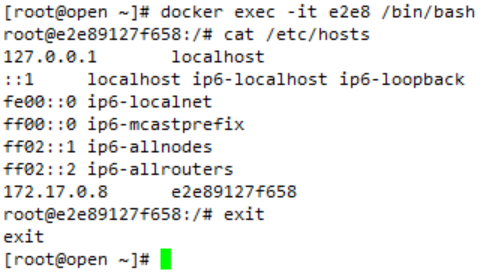 [root@open ~]# docker exec -it e2e8 /bin/bash
root@e2e89127f658:/# cat /etc/hosts
127.0.0.1       localhost
::1     localhost ip6-localhost ip6-loopback
fe00::0 ip6-localnet
ff00::0 ip6-mcastprefix
ff02::1 ip6-allnodes
ff02::2 ip6-allrouters
172.17.0.8      e2e89127f658
root@e2e89127f658:/# exit
exit
[root@open ~]#